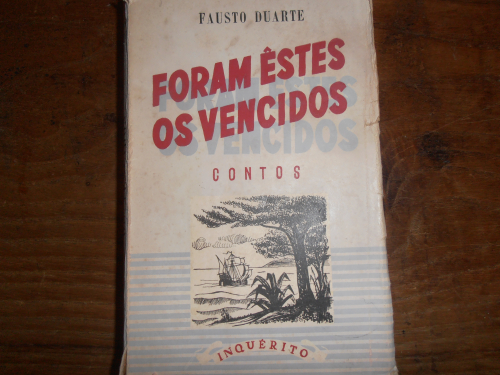 FAUSTO DUARTE
FORAM ÊSTES
OS VENCIDOS
CONTOS
INQUÉRITO